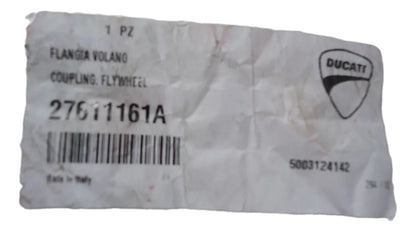 1 PZ
FLANGIA VOLANO
COUPLING, FLYWHEEL
27611161A
DUCATI
5003124142
Made in Italy